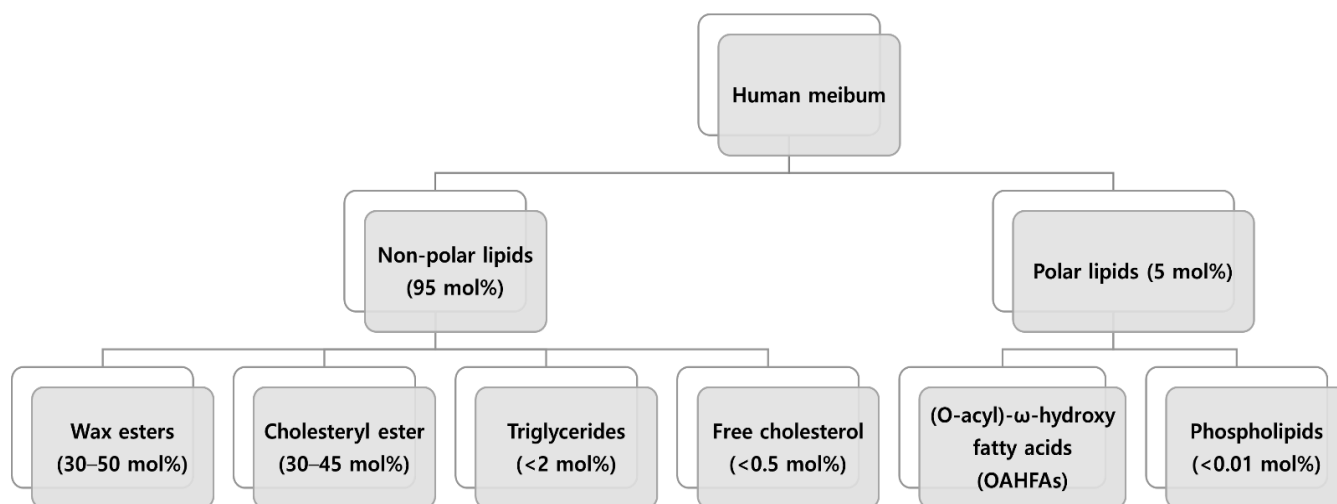 Human meibum
Non-polar lipids
(95 mol%)
Polar lipids (5 mol%)
Wax esters
(30–50 mol%)
Cholesteryl ester
(30–45 mol%)
Triglycerides
(<2 mol%)
Free cholesterol
(<0.5 mol%)
(O-acyl)-ω-hydroxy
fatty acids
(OAHFAs)
Phospholipids
(<0.01 mol%)